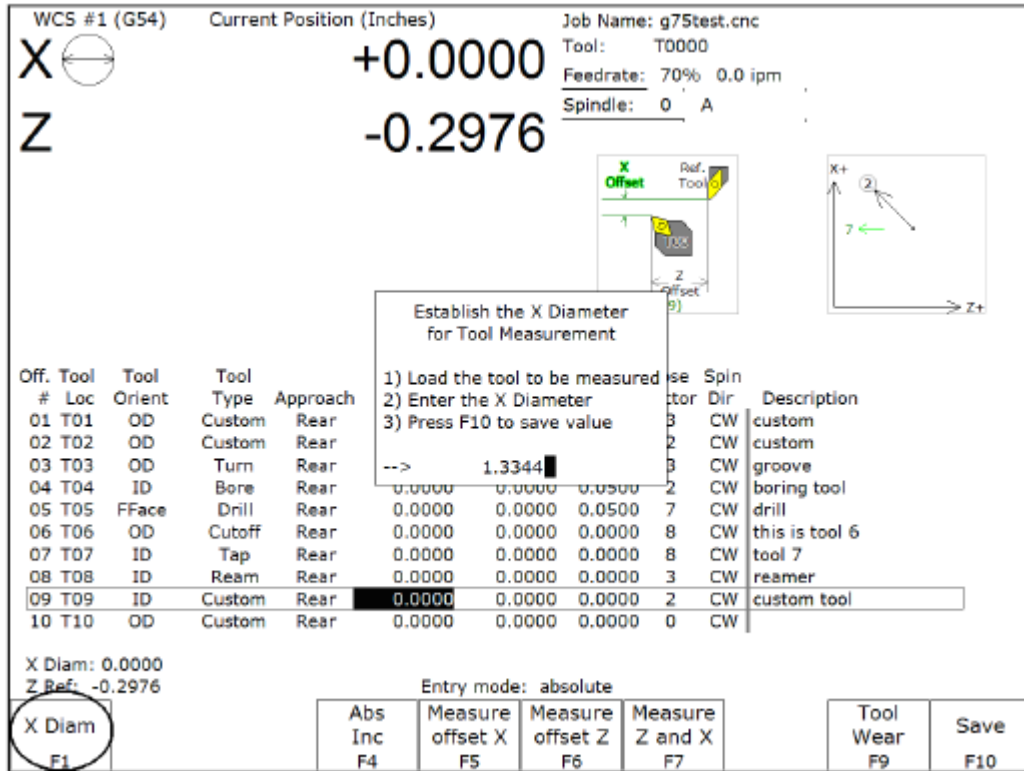 WCS #1 (G54) Current Position (Inches) Job Name: g75test.cnc
X +0.0000 Tool: T0000
Feedrate: 70% 0.0 ipm
Z -0.2976 Spindle: 0 A
X Offset
Ref. Tool
Z Offset
X+
2
7
Z+
Establish the X Diameter
for Tool Measurement
1) Load the tool to be measured
2) Enter the X Diameter
3) Press F10 to save value
--> 1.3344
Off. Tool Tool Tool Spin
# Loc Orient Type Approach Dir Description
01 T01 OD Custom Rear 3 CW custom
02 T02 OD Custom Rear 2 CW custom
03 T03 OD Turn Rear 3 CW groove
04 T04 ID Bore Rear 0.0000 0.0000 0.0500 2 CW boring tool
05 T05 FFace Drill Rear 0.0000 0.0000 0.0500 7 CW drill
06 T06 OD Cutoff Rear 0.0000 0.0000 0.0000 8 CW this is tool 6
07 T07 ID Tap Rear 0.0000 0.0000 0.0000 8 CW tool 7
08 T08 ID Ream Rear 0.0000 0.0000 0.0000 3 CW reamer
09 T09 ID Custom Rear 0.0000 0.0000 0.0000 2 CW custom tool
10 T10 OD Custom Rear 0.0000 0.0000 0.0000 0 CW
X Diam: 0.0000
Z Ref: -0.2976 Entry mode: absolute
X Diam Abs Measure Measure Measure Tool Save
Inc offset X offset Z Z and X Wear
F1 F4 F5 F6 F7 F9 F10